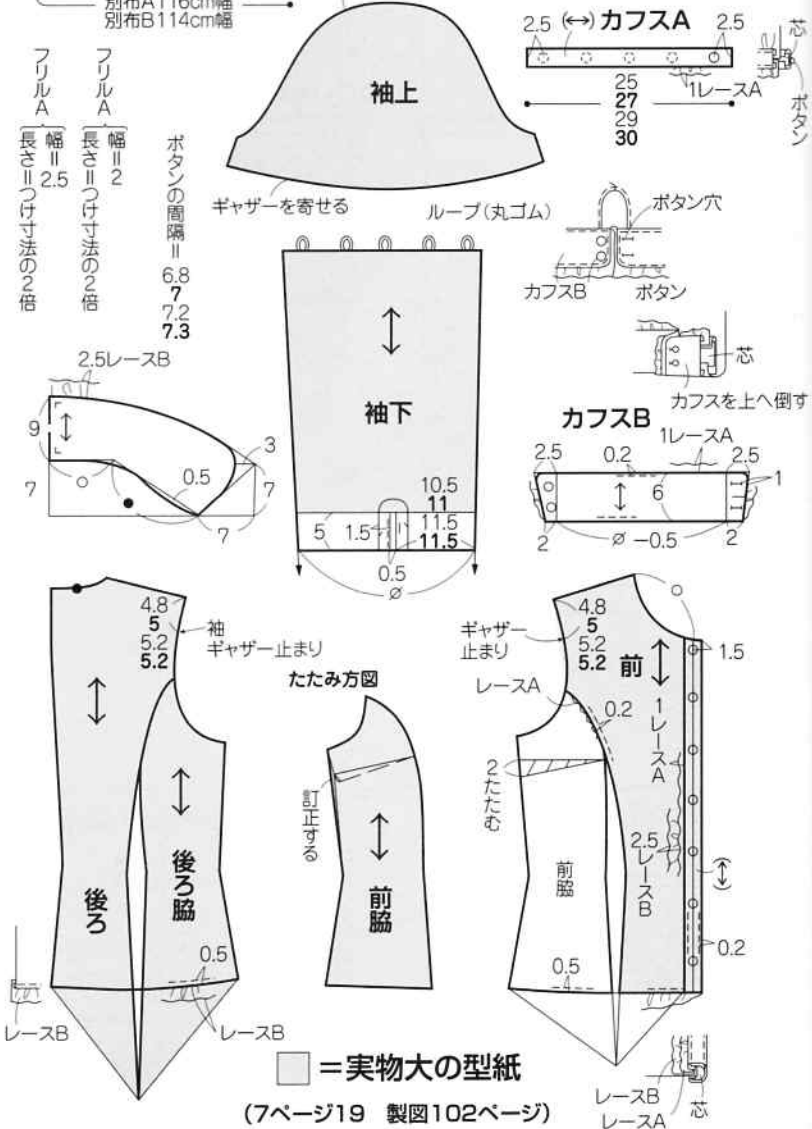 別布A116cm幅
別布B114cm幅
フリルA
幅=2.5
長さ=つけ寸法の2倍
フリルA
幅=2
長さ=つけ寸法の2倍
ボタンの間隔=
6.8
7
7.2
7.3
袖上
ギャザーを寄せる
2.5
(↔)カフスA
2.5
1レースA
25
27
29
30
芯
ボタン
ループ(丸ゴム)
ボタン穴
カフスB
ボタン
芯
カフスを上へ倒す
2.5レースB
9
7
○
●
0.5
3
7
7
袖下
10.5
11
11.5
11.5
5
1.5
0.5
⌀
カフスB
1レースA
2.5
0.2
2.5
6
1
2
⌀-0.5
2
4.8
5
5.2
5.2
袖
ギャザー止まり
後ろ
後ろ脇
0.5
レースB
レースB
たたみ方図
訂正する
前脇
ギャザー
止まり
4.8
5
5.2
5.2
前
○
1.5
レースA
0.2
1レースA
2たたむ
2.5レースB
(↔)
前脇
0.5
0.2
レースB
レースA
芯
=実物大の型紙
(7ページ19 製図102ページ)